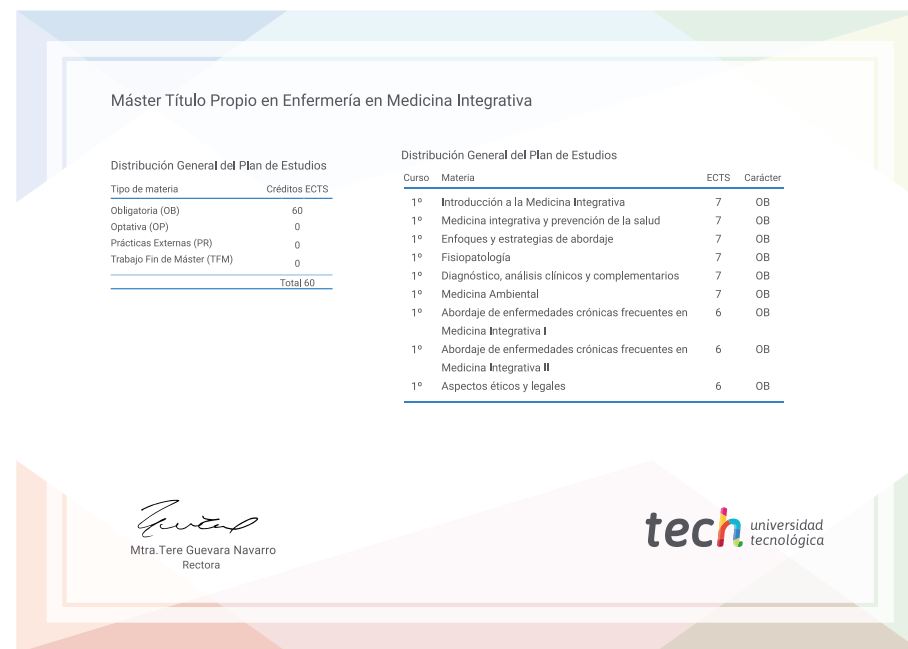 Máster Título Propio en Enfermería en Medicina Integrativa
Distribución General del Plan de Estudios
Tipo de materia Créditos ECTS
Obligatoria (OB) 60
Optativa (OP) 0
Prácticas Externas (PR) 0
Trabajo Fin de Máster (TFM) 0
Total 60
Distribución General del Plan de Estudios
Curso Materia ECTS Carácter
1º Introducción a la Medicina Integrativa 7 OB
1º Medicina integrativa y prevención de la salud 7 OB
1º Enfoques y estrategias de abordaje 7 OB
1º Fisiopatología 7 OB
1º Diagnóstico, análisis clínicos y complementarios 7 OB
1º Medicina Ambiental 7 OB
1º Abordaje de enfermedades crónicas frecuentes en 6 OB
Medicina Integrativa I
1º Abordaje de enfermedades crónicas frecuentes en 6 OB
Medicina Integrativa II
1º Aspectos éticos y legales 6 OB
Mtra.Tere Guevara Navarro
Rectora
tech universidad
tecnológica